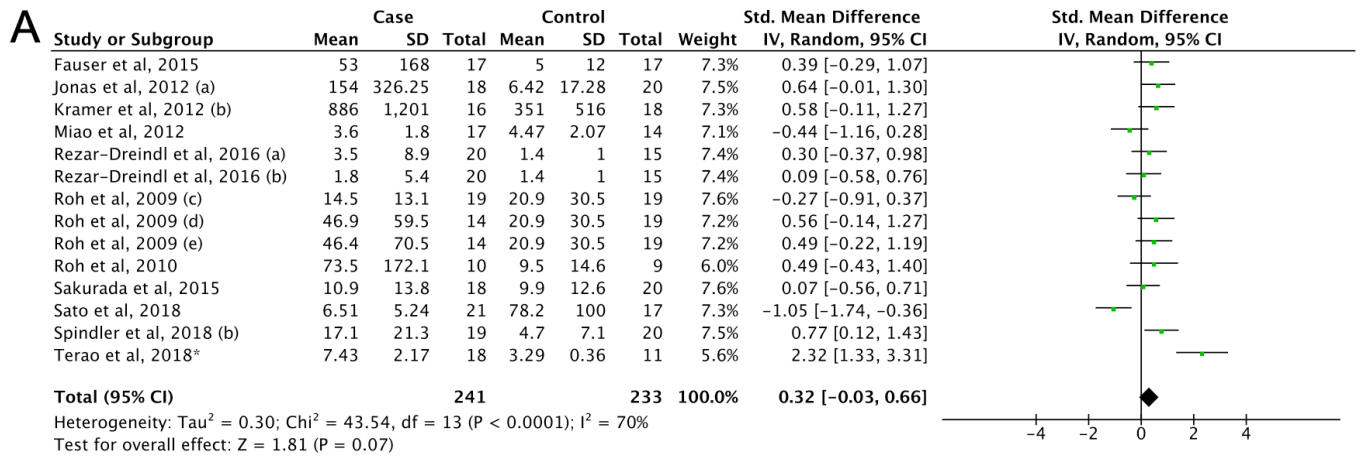 A
Case Control Std. Mean Difference Std. Mean Difference
Study or Subgroup Mean SD Total Mean SD Total Weight IV, Random, 95% CI IV, Random, 95% CI
Fauser et al, 2015 53 168 17 5 12 17 7.3% 0.39 [-0.29, 1.07]
Jonas et al, 2012 (a) 154 326.25 18 6.42 17.28 20 7.5% 0.64 [-0.01, 1.30]
Kramer et al, 2012 (b) 886 1,201 16 351 516 18 7.3% 0.58 [-0.11, 1.27]
Miao et al, 2012 3.6 1.8 17 4.47 2.07 14 7.1% -0.44 [-1.16, 0.28]
Rezar-Dreindl et al, 2016 (a) 3.5 8.9 20 1.4 1 15 7.4% 0.30 [-0.37, 0.98]
Rezar-Dreindl et al, 2016 (b) 1.8 5.4 20 1.4 1 15 7.4% 0.09 [-0.58, 0.76]
Roh et al, 2009 (c) 14.5 13.1 19 20.9 30.5 19 7.6% -0.27 [-0.91, 0.37]
Roh et al, 2009 (d) 46.9 59.5 14 20.9 30.5 19 7.2% 0.56 [-0.14, 1.27]
Roh et al, 2009 (e) 46.4 70.5 14 20.9 30.5 19 7.2% 0.49 [-0.22, 1.19]
Roh et al, 2010 73.5 172.1 10 9.5 14.6 9 6.0% 0.49 [-0.43, 1.40]
Sakurada et al, 2015 10.9 13.8 18 9.9 12.6 20 7.6% 0.07 [-0.56, 0.71]
Sato et al, 2018 6.51 5.24 21 78.2 100 17 7.3% -1.05 [-1.74, -0.36]
Spindler et al, 2018 (b) 17.1 21.3 19 4.7 7.1 20 7.5% 0.77 [0.12, 1.43]
Terao et al, 2018* 7.43 2.17 18 3.29 0.36 11 5.6% 2.32 [1.33, 3.31]
Total (95% CI) 241 233 100.0% 0.32 [-0.03, 0.66]
Heterogeneity: Tau² = 0.30; Chi² = 43.54, df = 13 (P < 0.0001); I² = 70%
Test for overall effect: Z = 1.81 (P = 0.07)
-4 -2 0 2 4